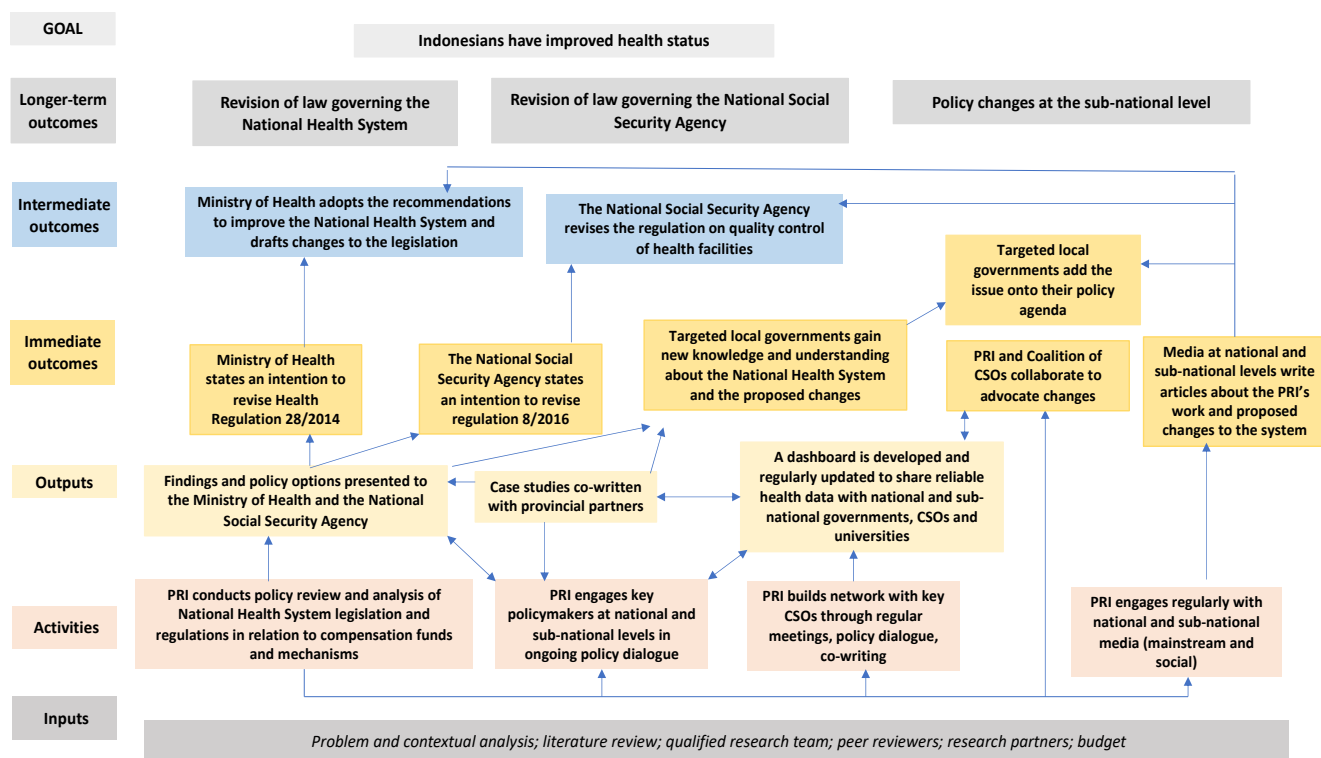 GOAL
Indonesians have improved health status
Longer-term
outcomes
Revision of law governing the
National Health System
Revision of law governing the National Social
Security Agency
Policy changes at the sub-national level
Intermediate
outcomes
Ministry of Health adopts the recommendations
to improve the National Health System and
drafts changes to the legislation
The National Social Security Agency
revises the regulation on quality control
of health facilities
Targeted local
governments add the
issue onto their policy
agenda
Immediate
outcomes
Ministry of Health
states an intention to
revise Health
Regulation 28/2014
The National Social
Security Agency states
an intention to revise
regulation 8/2016
Targeted local governments gain
new knowledge and understanding
about the National Health System
and the proposed changes
PRI and Coalition of
CSOs collaborate to
advocate changes
Media at national and
sub-national levels write
articles about the PRI’s
work and proposed
changes to the system
Outputs
Findings and policy options presented to
the Ministry of Health and the National
Social Security Agency
Case studies co-written
with provincial partners
A dashboard is developed and
regularly updated to share reliable
health data with national and sub-
national governments, CSOs and
universities
Activities
PRI conducts policy review and analysis of
National Health System legislation and
regulations in relation to compensation funds
and mechanisms
PRI engages key
policymakers at national and
sub-national levels in
ongoing policy dialogue
PRI builds network with key
CSOs through regular
meetings, policy dialogue,
co-writing
PRI engages regularly with
national and sub-national
media (mainstream and
social)
Inputs
Problem and contextual analysis; literature review; qualified research team; peer reviewers; research partners; budget